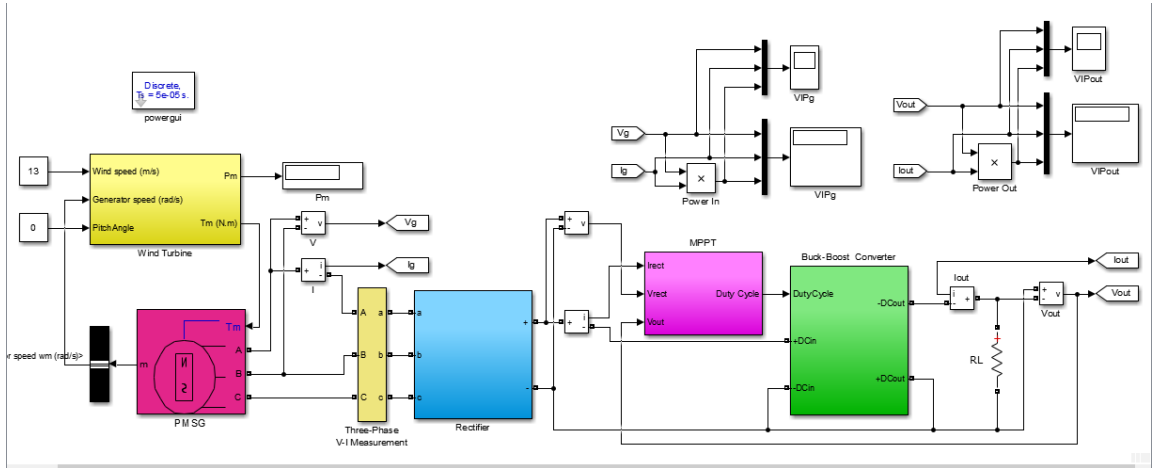 Discrete,
Ts = 5e-05 s.
powergui
13
0
Wind speed (m/s)
Generator speed (rad/s)
PitchAngle
Pm
Tm (N.m)
Wind Turbine
Pm
+
-
v
V
Vg
+
-
i
I
Ig
or speed wm (rad/s)>
m
Tm
A
B
C
N
S
PMSG
A
B
C
a
b
c
Three-Phase
V-I Measurement
a
b
c
+
-
Rectifier
+
-
v
+
i
-
MPPT
Irect
Vrect
Vout
Duty Cycle
Buck-Boost Converter
DutyCycle
+DCin
-DCin
-DCout
+DCout
Iout
i
-
+
+
-
v
Vout
Iout
Vout
RL
+
Vg
Ig
×
Power In
VIPg
VIPg
Vout
Iout
×
Power Out
VIPout
VIPout